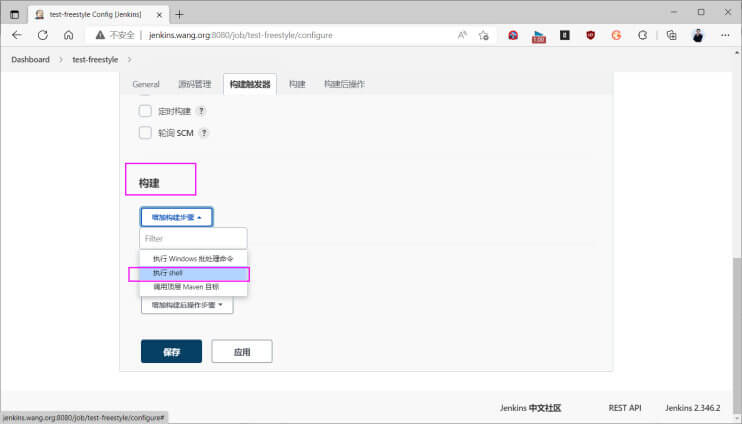 test-freestyle Config [Jenkins]
不安全 | jenkins.wang.org:8080/job/test-freestyle/configure
1.00
Dashboard > test-freestyle >
General 源码管理 构建触发器 构建 构建后操作
定时构建 ?
轮询 SCM ?
构建
增加构建步骤
Filter
执行 Windows 批处理命令
执行 shell
调用顶层 Maven 目标
增加构建后操作步骤
保存 应用
Jenkins 中文社区 REST API Jenkins 2.346.2
jenkins.wang.org:8080/job/test-freestyle/configure#